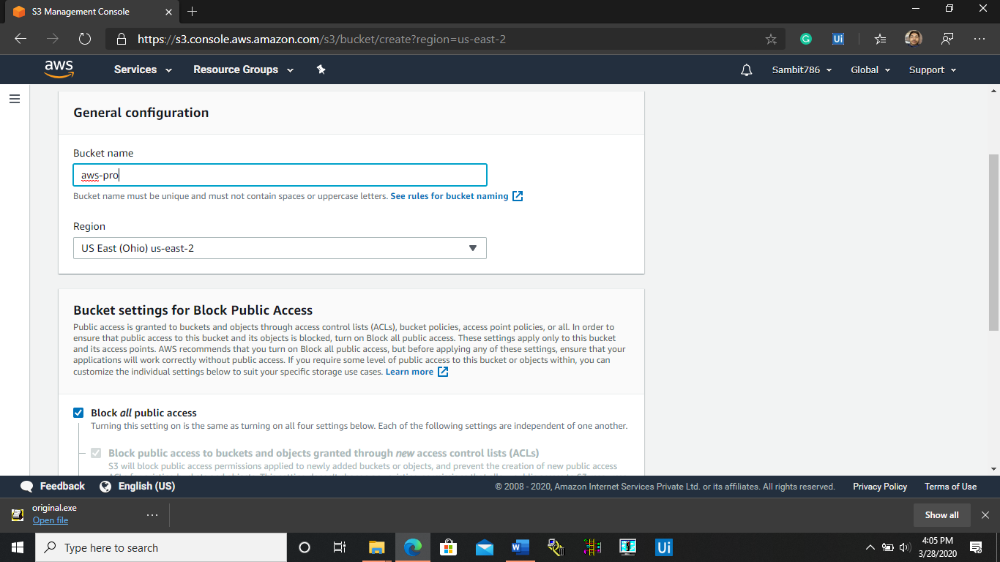 S3 Management Console
https://s3.console.aws.amazon.com/s3/bucket/create?region=us-east-2
Ui
aws
Services
Resource Groups
Sambit786
Global
Support
General configuration
Bucket name
aws-pro
Bucket name must be unique and must not contain spaces or uppercase letters. See rules for bucket naming
Region
US East (Ohio) us-east-2
Bucket settings for Block Public Access
Public access is granted to buckets and objects through access control lists (ACLs), bucket policies, access point policies, or all. In order to
ensure that public access to this bucket and its objects is blocked, turn on Block all public access. These settings apply only to this bucket
and its access points. AWS recommends that you turn on Block all public access, but before applying any of these settings, ensure that your
applications will work correctly without public access. If you require some level of public access to this bucket or objects within, you can
customize the individual settings below to suit your specific storage use cases. Learn more
Block all public access
Turning this setting on is the same as turning on all four settings below. Each of the following settings are independent of one another.
Block public access to buckets and objects granted through new access control lists (ACLs)
S3 will block public access permissions applied to newly added buckets or objects, and prevent the creation of new public access
Feedback
English (US)
© 2008 - 2020, Amazon Internet Services Private Ltd. or its affiliates. All rights reserved.
Privacy Policy
Terms of Use
original.exe
Open file
Show all
Type here to search
Ui
4:05 PM
3/28/2020